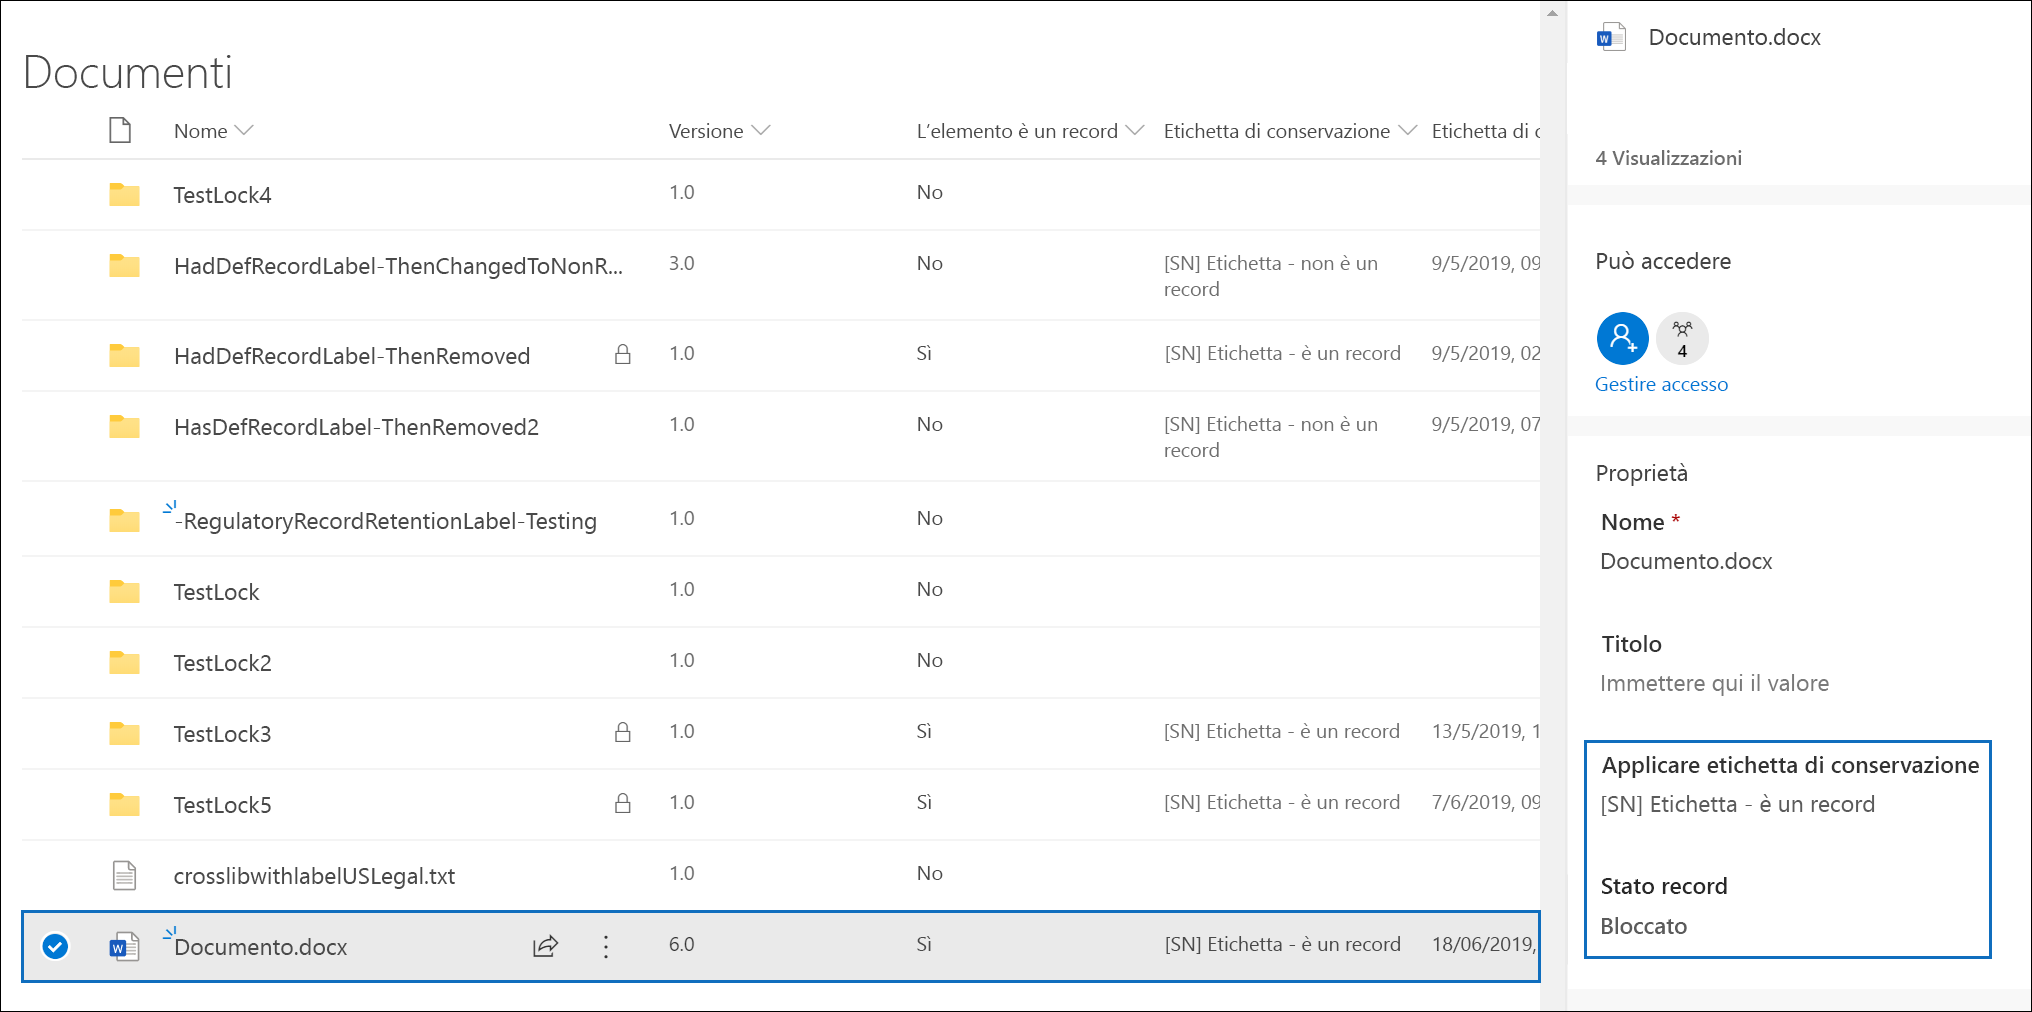 Documenti
Nome Versione L'elemento è un record Etichetta di conservazione Etichetta di c
TestLock4 1.0 No
HadDefRecordLabel-ThenChangedToNonR... 3.0 No [SN] Etichetta - non è un record 9/5/2019, 09
HadDefRecordLabel-ThenRemoved 1.0 Sì [SN] Etichetta - è un record 9/5/2019, 02
HasDefRecordLabel-ThenRemoved2 1.0 No [SN] Etichetta - non è un record 9/5/2019, 07
-RegulatoryRecordRetentionLabel-Testing 1.0 No
TestLock 1.0 No
TestLock2 1.0 No
TestLock3 1.0 Sì [SN] Etichetta - è un record 13/5/2019, 1
TestLock5 1.0 Sì [SN] Etichetta - è un record 7/6/2019, 09
crosslibwithlabelUSLegal.txt 1.0 No
Documento.docx 6.0 Sì [SN] Etichetta - è un record 18/06/2019,
Documento.docx
4 Visualizzazioni
Può accedere
4
Gestire accesso
Proprietà
Nome *
Documento.docx
Titolo
Immettere qui il valore
Applicare etichetta di conservazione
[SN] Etichetta - è un record
Stato record
Bloccato